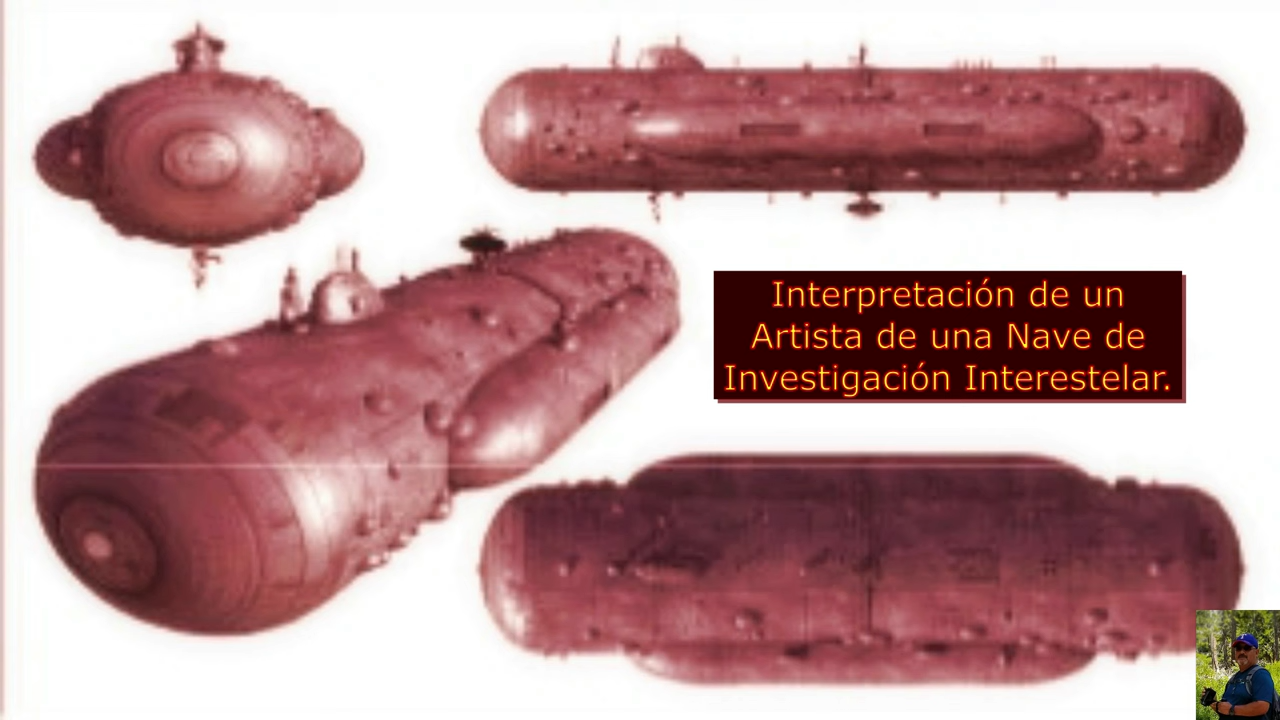 Interpretación de un
Artista de una Nave de
Investigación Interestelar.